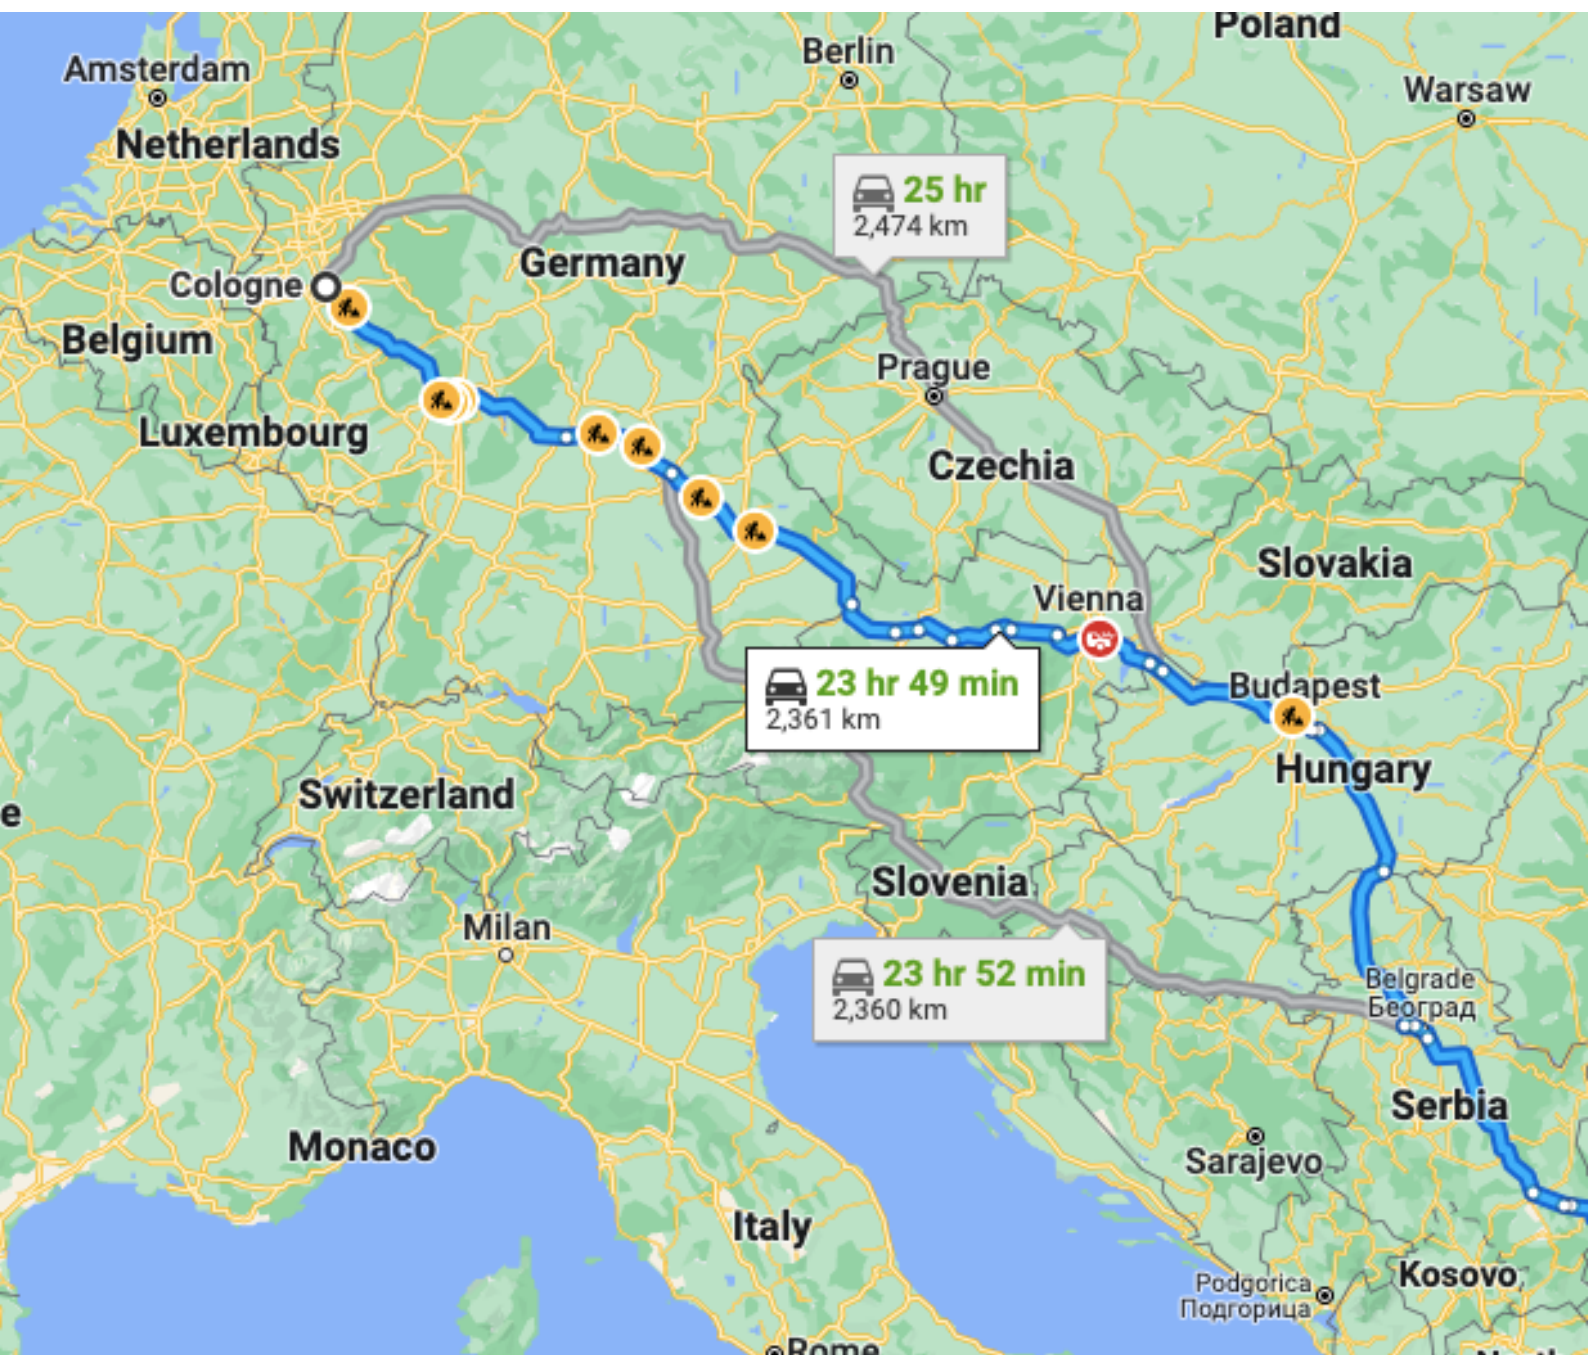 Poland
Berlin
Amsterdam
Warsaw
Netherlands
25 hr
2,474 km
Germany
Cologne
Belgium
Prague
Luxembourg
Czechia
Slovakia
Vienna
23 hr 49 min
2,361 km
Budapest
Hungary
Switzerland
e
Slovenia
Milan
23 hr 52 min
2,360 km
Belgrade
Београд
Serbia
Monaco
Sarajevo
Italy
Kosovo
Podgorica
Подгорица
Rome